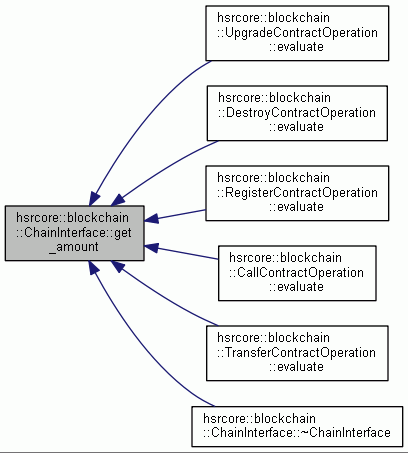 hsrcore::blockchain
::UpgradeContractOperation
::evaluate
hsrcore::blockchain
::DestroyContractOperation
::evaluate
hsrcore::blockchain
::RegisterContractOperation
::evaluate
hsrcore::blockchain
::ChainInterface::get
_amount
hsrcore::blockchain
::CallContractOperation
::evaluate
hsrcore::blockchain
::TransferContractOperation
::evaluate
hsrcore::blockchain
::ChainInterface::~ChainInterface